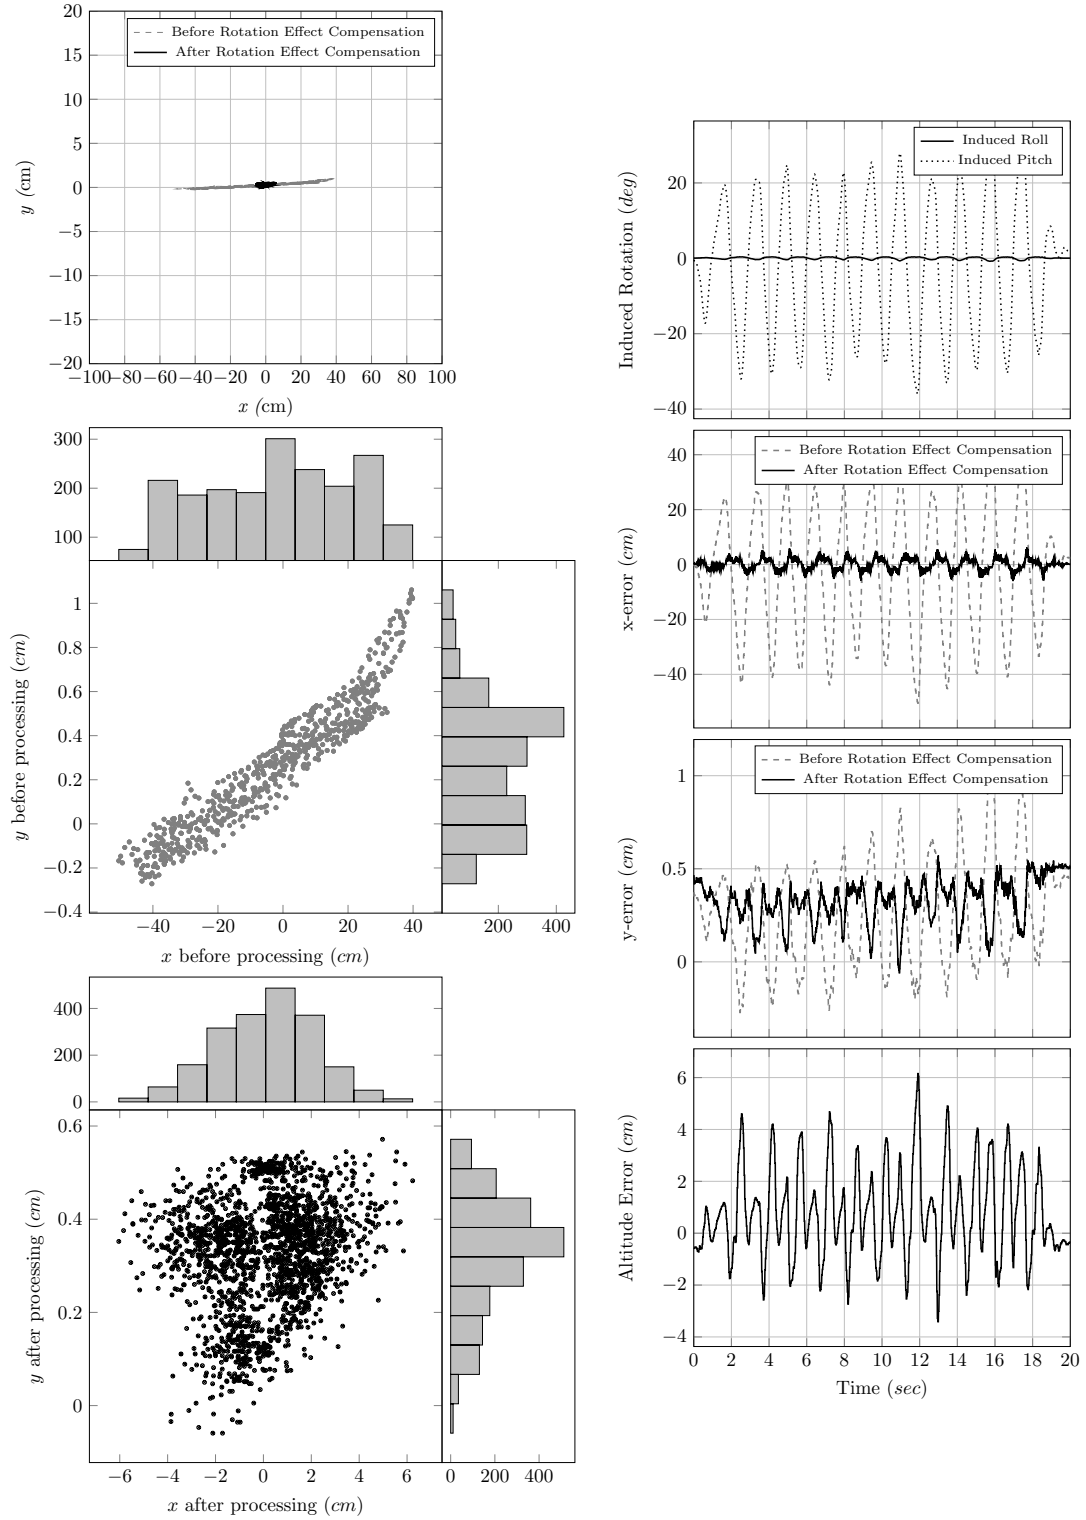 20
15
10
5
0
−5
−10
−15
−20
−100 −80 −60 −40 −20 0 20 40 60 80 100
y (cm)
x (cm)
Before Rotation Effect Compensation
After Rotation Effect Compensation
300
200
100
1
0.8
0.6
0.4
0.2
0
−0.2
−0.4
−40 −20 0 20 40
200 400
y before processing (cm)
x before processing (cm)
400
200
0
0.6
0.4
0.2
0
−6 −4 −2 0 2 4 6
0 200 400
y after processing (cm)
x after processing (cm)
Induced Roll
Induced Pitch
20
0
−20
−40
Induced Rotation (deg)
Before Rotation Effect Compensation
After Rotation Effect Compensation
40
20
0
−20
−40
x-error (cm)
Before Rotation Effect Compensation
After Rotation Effect Compensation
1
0.5
0
y-error (cm)
6
4
2
0
−2
−4
Altitude Error (cm)
0 2 4 6 8 10 12 14 16 18 20
Time (sec)